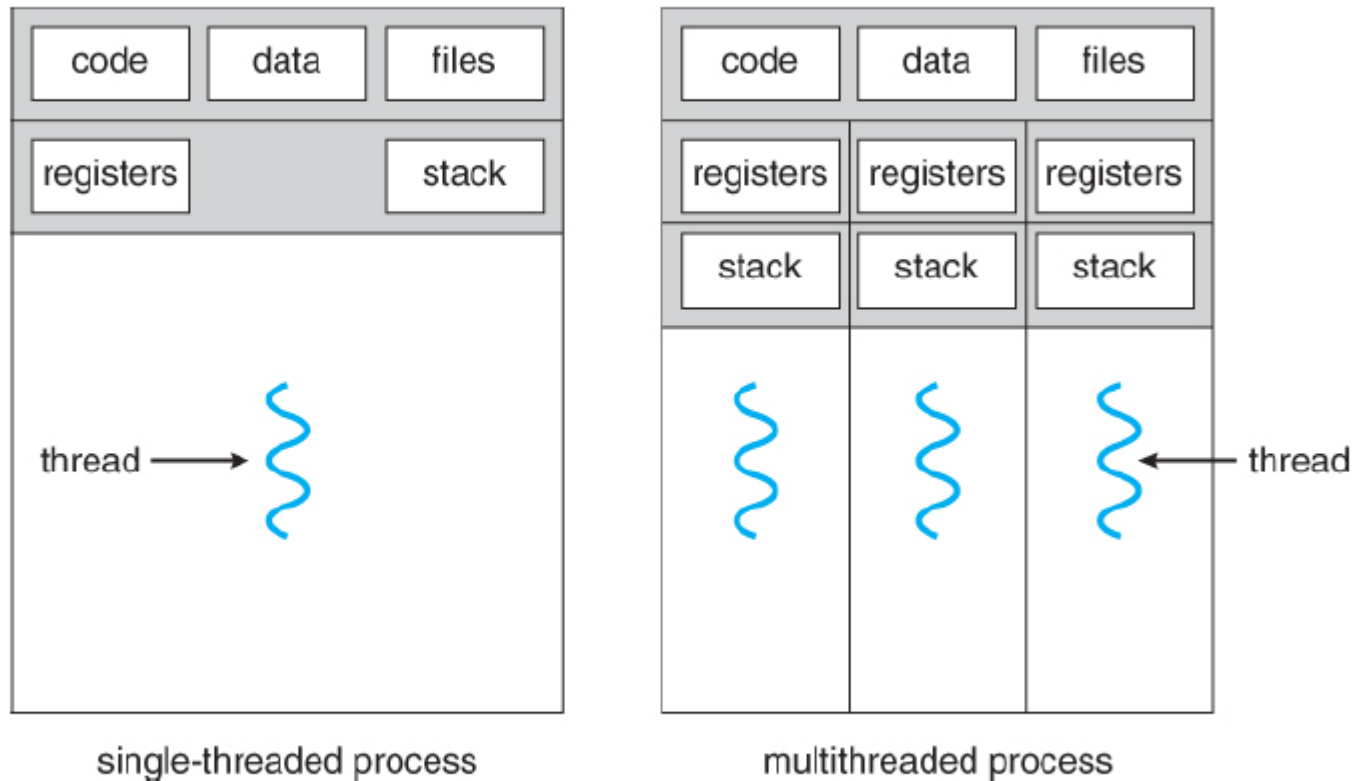 code data files
registers stack
thread
single-threaded process
code data files
registers registers registers
stack stack stack
thread
multithreaded process